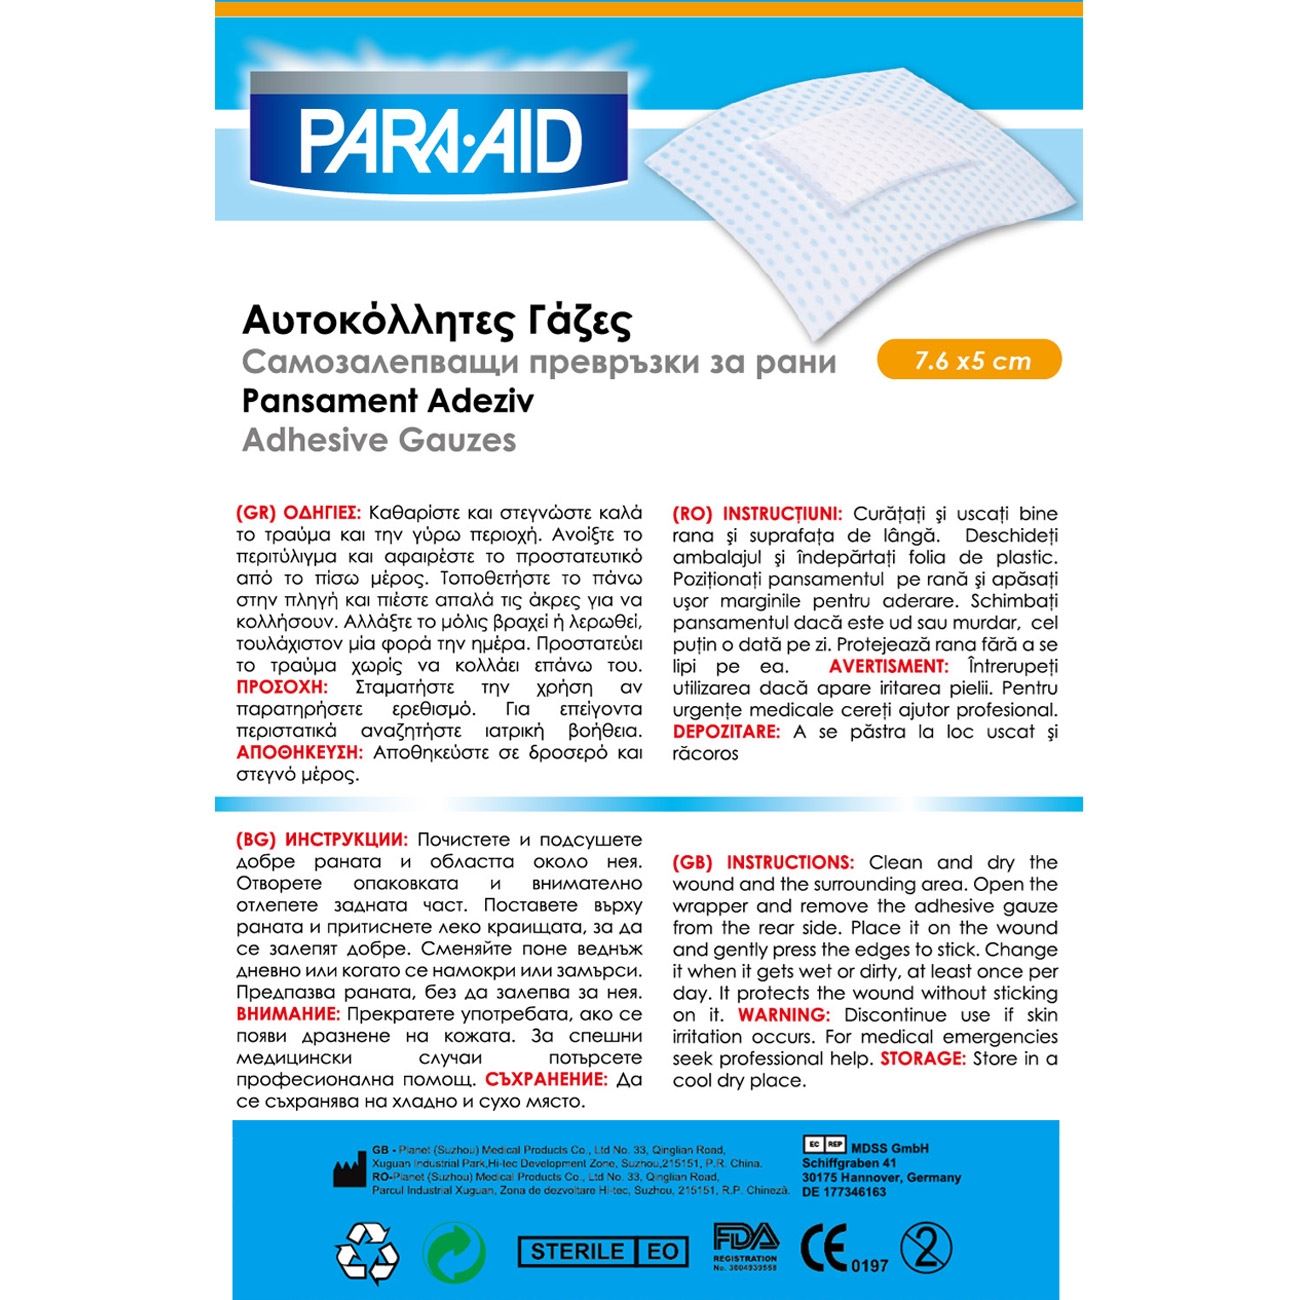 PARA·AID
Αυτοκόλλητες Γάζες
Самозалепващи превръзки за рани
7.6 x5 cm
Pansament Adeziv
Adhesive Gauzes
(GR) ΟΔΗΓΙΕΣ: Καθαρίστε και στεγνώστε καλά
το τραύμα και την γύρω περιοχή. Ανοίξτε το
περιτύλιγμα και αφαιρέστε το προστατευτικό
από το πίσω μέρος. Τοποθετήστε το πάνω
στην πληγή και πιέστε απαλά τις άκρες για να
κολλήσουν. Αλλάξτε το μόλις βραχεί ή λερωθεί,
τουλάχιστον μία φορά την ημέρα. Προστατεύει
το τραύμα χωρίς να κολλάει επάνω του.
ΠΡΟΣΟΧΗ: Σταματήστε την χρήση αν
παρατηρήσετε ερεθισμό. Για επείγοντα
περιστατικά αναζητήστε ιατρική βοήθεια.
ΑΠΟΘΗΚΕΥΣΗ: Αποθηκεύστε σε δροσερό και
στεγνό μέρος.
(RO) INSTRUCȚIUNI: Curățați și uscați bine
rana și suprafața de lângă. Deschideți
ambalajul și îndepărtați folia de plastic.
Poziționați pansamentul pe rană și apăsați
ușor marginile pentru aderare. Schimbați
pansamentul dacă este ud sau murdar, cel
puțin o dată pe zi. Protejează rana fără a se
lipi pe ea. AVERTISMENT: Întrerupeți
utilizarea dacă apare iritarea pielii. Pentru
urgențe medicale cereți ajutor profesional.
DEPOZITARE: A se păstra la loc uscat și
răcoros
(BG) ИНСТРУКЦИИ: Почистете и подсушете
добре раната и областта около нея.
Отворете опаковката и внимателно
отлепете задната част. Поставете върху
раната и притиснете леко краищата, за да
се залепят добре. Сменяйте поне веднъж
дневно или когато се намокри или замърси.
Предпазва раната, без да залепва за нея.
ВНИМАНИЕ: Прекратете употребата, ако се
появи дразнене на кожата. За спешни
медицински случаи потърсете
професионална помощ. СЪХРАНЕНИЕ: Да
се съхранява на хладно и сухо място.
(GB) INSTRUCTIONS: Clean and dry the
wound and the surrounding area. Open the
wrapper and remove the adhesive gauze
from the rear side. Place it on the wound
and gently press the edges to stick. Change
it when it gets wet or dirty, at least once per
day. It protects the wound without sticking
on it. WARNING: Discontinue use if skin
irritation occurs. For medical emergencies
seek professional help. STORAGE: Store in a
cool dry place.
GB - Planet (Suzhou) Medical Products Co., Ltd No. 33, Qinglian Road,
Xuguan Industrial Park,Hi-tec Development Zone, Suzhou,215151, P.R. China.
RO-Planet (Suzhou) Medical Products Co., Ltd No. 33, Qinglian Road,
Parcul Industrial Xuguan, Zona de dezvoltare Hi-tec, Suzhou, 215151, R.P. Chineză.
EC REP MDSS GmbH
Schiffgraben 41
30175 Hannover, Germany
DE 177346163
STERILE EO
FDA
REGISTRATION
No. 3004939558
CE 0197
2